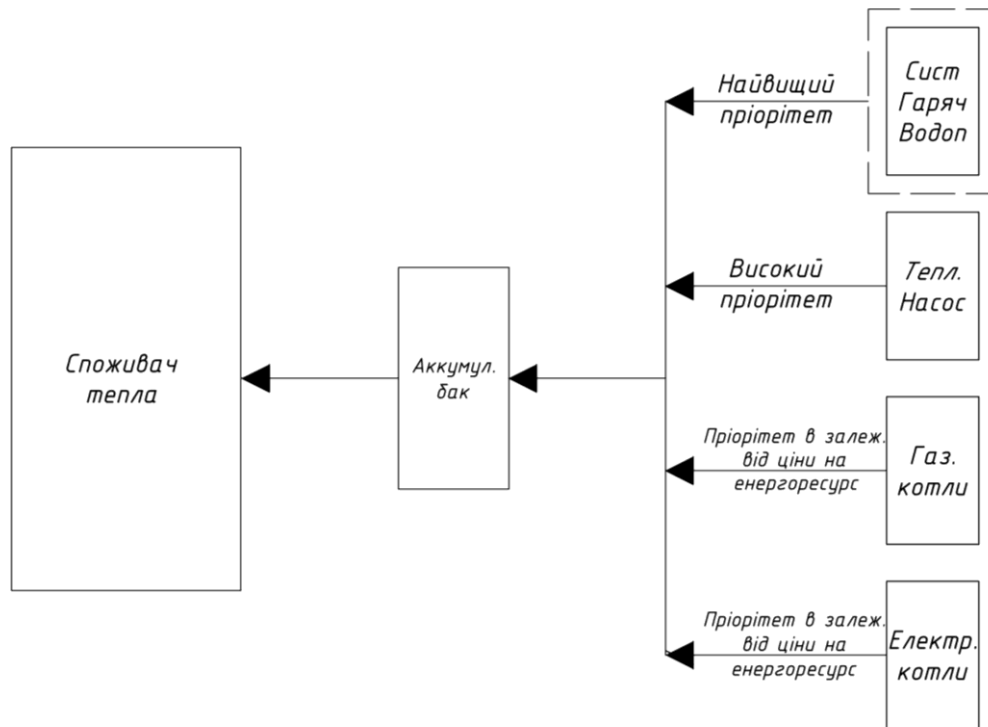 Споживач
тепла
Аккумул.
бак
Найвищий
пріорітет
Сист
Гаряч
Водоп
Високий
пріорітет
Тепл.
Насос
Пріорітет в залеж.
від ціни на
енергоресурс
Газ.
котли
Пріорітет в залеж.
від ціни на
енергоресурс
Електр.
котли